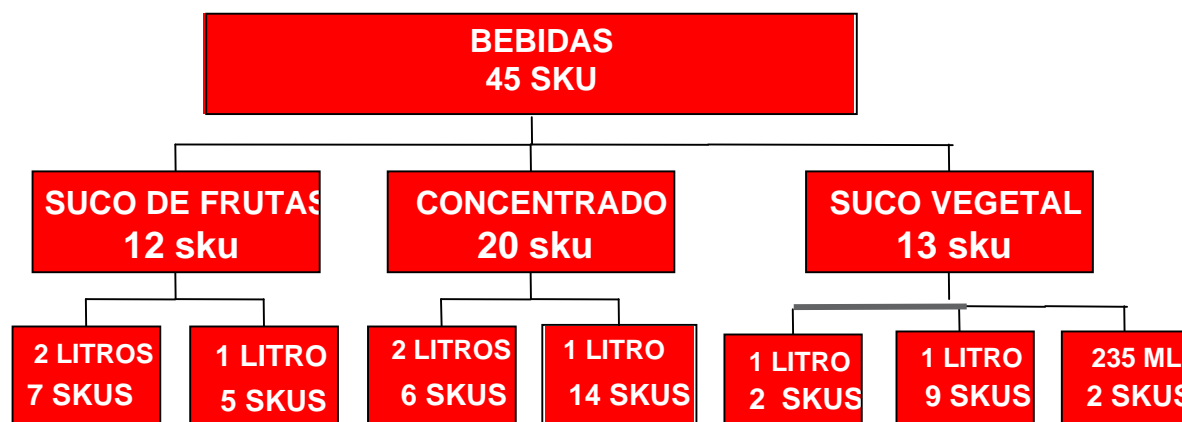 BEBIDAS
45 SKU
SUCO DE FRUTAS
12 sku
CONCENTRADO
20 sku
SUCO VEGETAL
13 sku
2 LITROS
7 SKUS
1 LITRO
5 SKUS
2 LITROS
6 SKUS
1 LITRO
14 SKUS
1 LITRO
2 SKUS
1 LITRO
9 SKUS
235 ML
2 SKUS